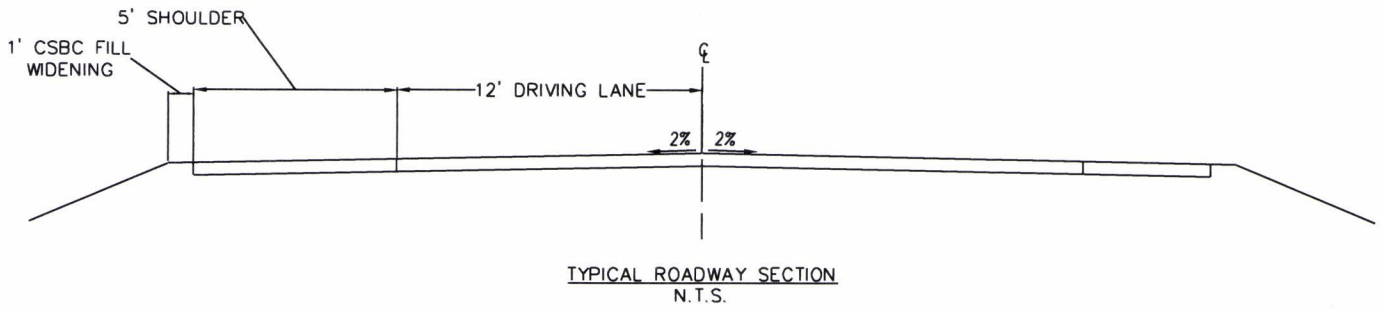 5' SHOULDER
1' CSBC FILL
WIDENING
℄
12' DRIVING LANE
2% 2%
TYPICAL ROADWAY SECTION
N.T.S.